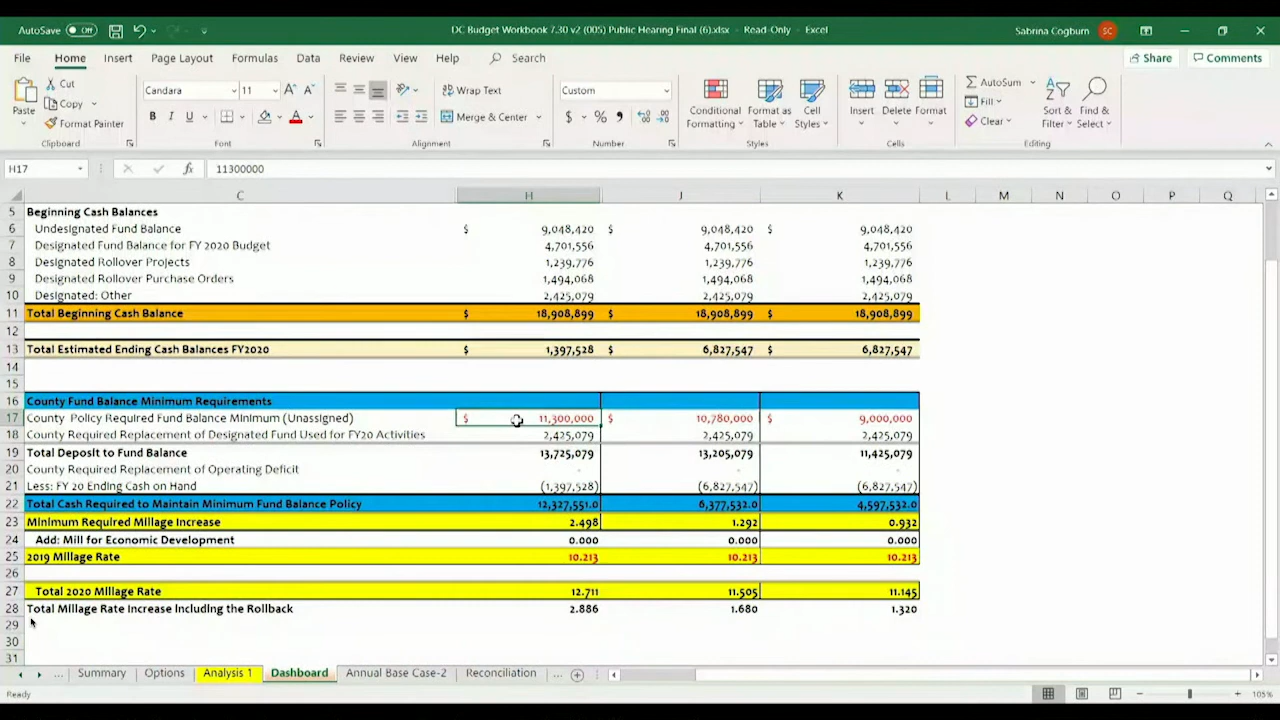 AutoSave Off DC Budget Workbook 7.30 v2 (005) Public Hearing Final (6).xlsx - Read-Only - Excel Sabrina Cogburn SC
File Home Insert Page Layout Formulas Data Review View Help Search Share Comments
Cut Candara 11 Wrap Text Custom AutoSum
Copy Fill
Paste Format Painter B I U Merge & Center $ % Conditional Formatting Format as Table Cell Styles Insert Delete Format Clear Sort & Filter Find & Select
Clipboard Font Alignment Number Styles Cells Editing
H17 fx 11300000
C H J K L M N O P Q
5 Beginning Cash Balances
6 Undesignated Fund Balance $ 9,048,420 $ 9,048,420 $ 9,048,420
7 Designated Fund Balance for FY 2020 Budget 4,701,556 4,701,556 4,701,556
8 Designated Rollover Projects 1,239,776 1,239,776 1,239,776
9 Designated Rollover Purchase Orders 1,494,068 1,494,068 1,494,068
10 Designated: Other 2,425,079 2,425,079 2,425,079
11 Total Beginning Cash Balance $ 18,908,899 $ 18,908,899 $ 18,908,899
12
13 Total Estimated Ending Cash Balances FY2020 $ 1,397,528 $ 6,827,547 $ 6,827,547
14
15
16 County Fund Balance Minimum Requirements
17 County Policy Required Fund Balance Minimum (Unassigned) $ 11,300,000 $ 10,780,000 $ 9,000,000
18 County Required Replacement of Designated Fund Used for FY20 Activities 2,425,079 2,425,079 2,425,079
19 Total Deposit to Fund Balance 13,725,079 13,205,079 11,425,079
20 County Required Replacement of Operating Deficit - - -
21 Less: FY 20 Ending Cash on Hand (1,397,528) (6,827,547) (6,827,547)
22 Total Cash Required to Maintain Minimum Fund Balance Policy 12,327,551.0 6,377,532.0 4,597,532.0
23 Minimum Required Millage Increase 2.498 1.292 0.932
24 Add: Mill for Economic Development 0.000 0.000 0.000
25 2019 Millage Rate 10.213 10.213 10.213
26
27 Total 2020 Millage Rate 12.711 11.505 11.145
28 Total Millage Rate Increase Including the Rollback 2.886 1.680 1.320
29
30
31
... Summary Options Analysis 1 Dashboard Annual Base Case-2 Reconciliation ...
Ready 105%